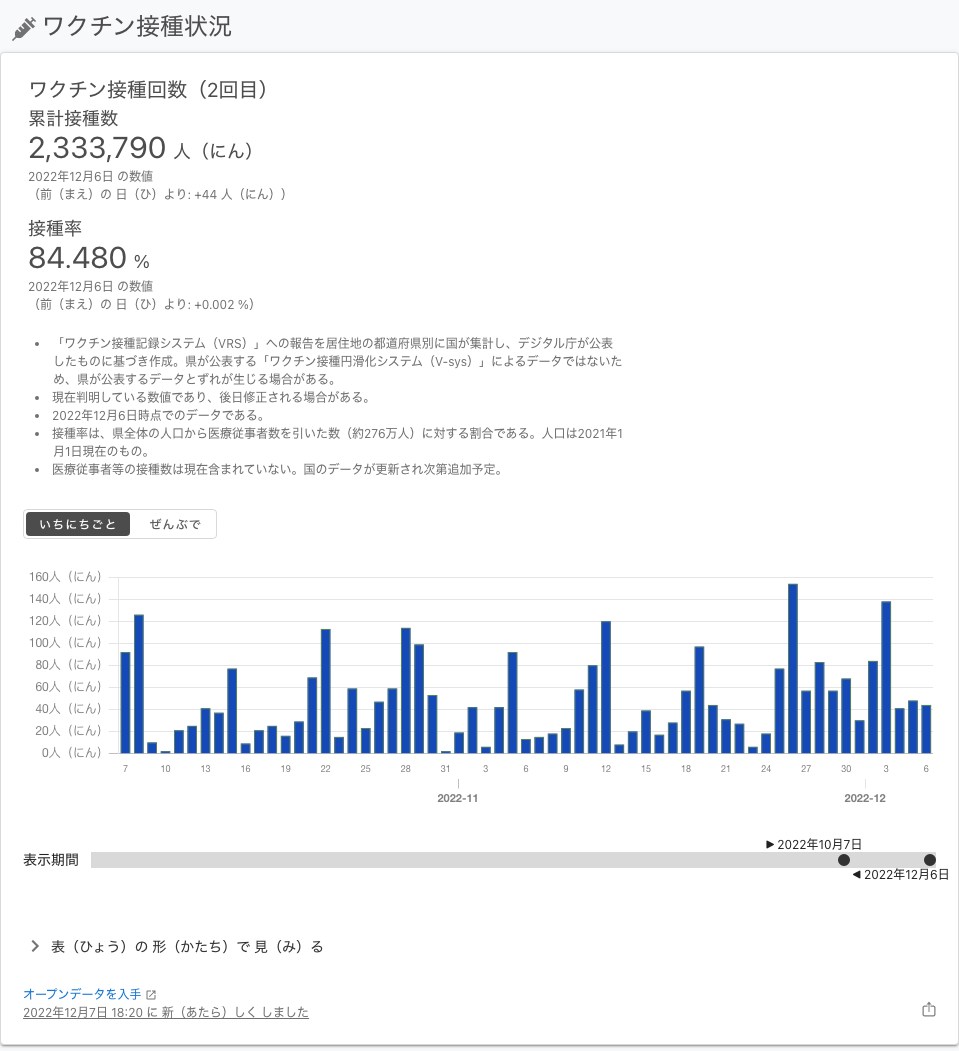 ワクチン接種状況
ワクチン接種回数（2回目）
累計接種数
2,333,790 人（にん）
2022年12月6日 の数値
（前（まえ）の 日（ひ）より: +44 人（にん））
接種率
84.480 %
2022年12月6日 の数値
（前（まえ）の 日（ひ）より: +0.002 %）
• 「ワクチン接種記録システム（VRS）」への報告を居住地の都道府県別に国が集計し、デジタル庁が公表
したものに基づき作成。県が公表する「ワクチン接種円滑化システム（V-sys）」によるデータではないた
め、県が公表するデータとずれが生じる場合がある。
• 現在判明している数値であり、後日修正される場合がある。
• 2022年12月6日時点でのデータである。
• 接種率は、県全体の人口から医療従事者数を引いた数（約276万人）に対する割合である。人口は2021年1
月1日現在のもの。
• 医療従事者等の接種数は現在含まれていない。国のデータが更新され次第追加予定。
いちにちごと ぜんぶで
160人（にん）
140人（にん）
120人（にん）
100人（にん）
80人（にん）
60人（にん）
40人（にん）
20人（にん）
0人（にん）
7 10 13 16 19 22 25 28 31 3 6 9 12 15 18 21 24 27 30 3 6
2022-11 2022-12
▶ 2022年10月7日
表示期間
◀ 2022年12月6日
表（ひょう）の 形（かたち）で 見（み）る
オープンデータを入手
2022年12月7日 18:20 に 新（あたら）しく しました